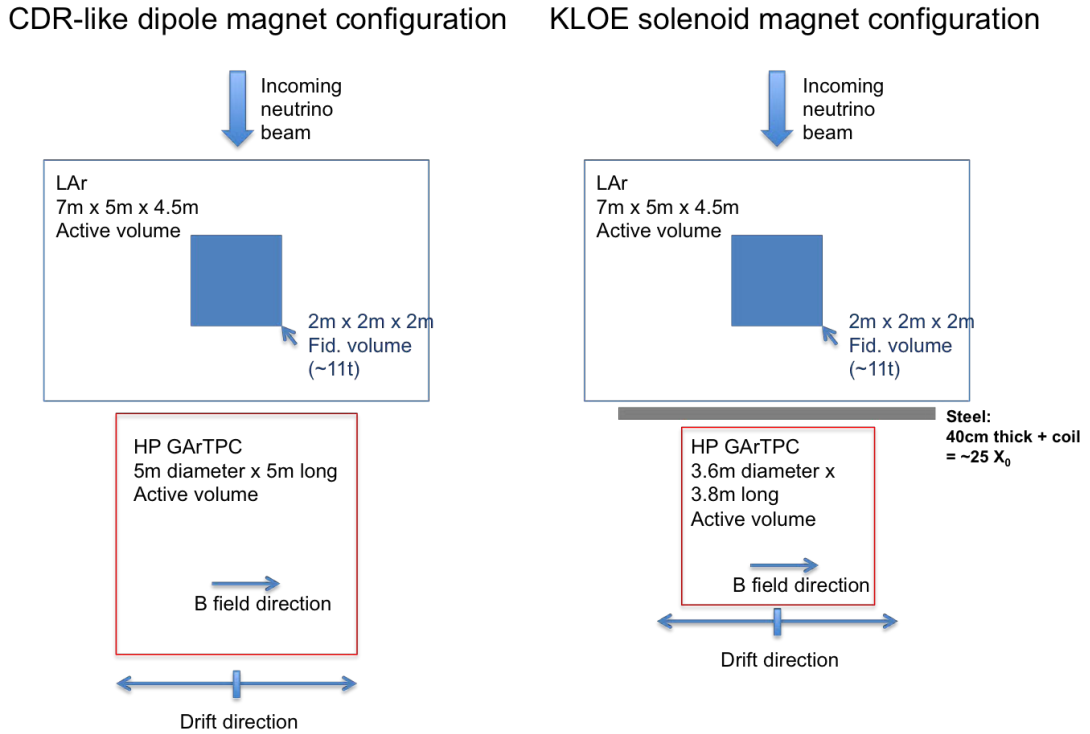 CDR-like dipole magnet configuration
Incoming
neutrino
beam
LAr
7m x 5m x 4.5m
Active volume
2m x 2m x 2m
Fid. volume
(~11t)
HP GArTPC
5m diameter x 5m long
Active volume
B field direction
Drift direction
KLOE solenoid magnet configuration
Incoming
neutrino
beam
LAr
7m x 5m x 4.5m
Active volume
2m x 2m x 2m
Fid. volume
(~11t)
Steel:
40cm thick + coil
= ~25 X₀
HP GArTPC
3.6m diameter x
3.8m long
Active volume
B field direction
Drift direction